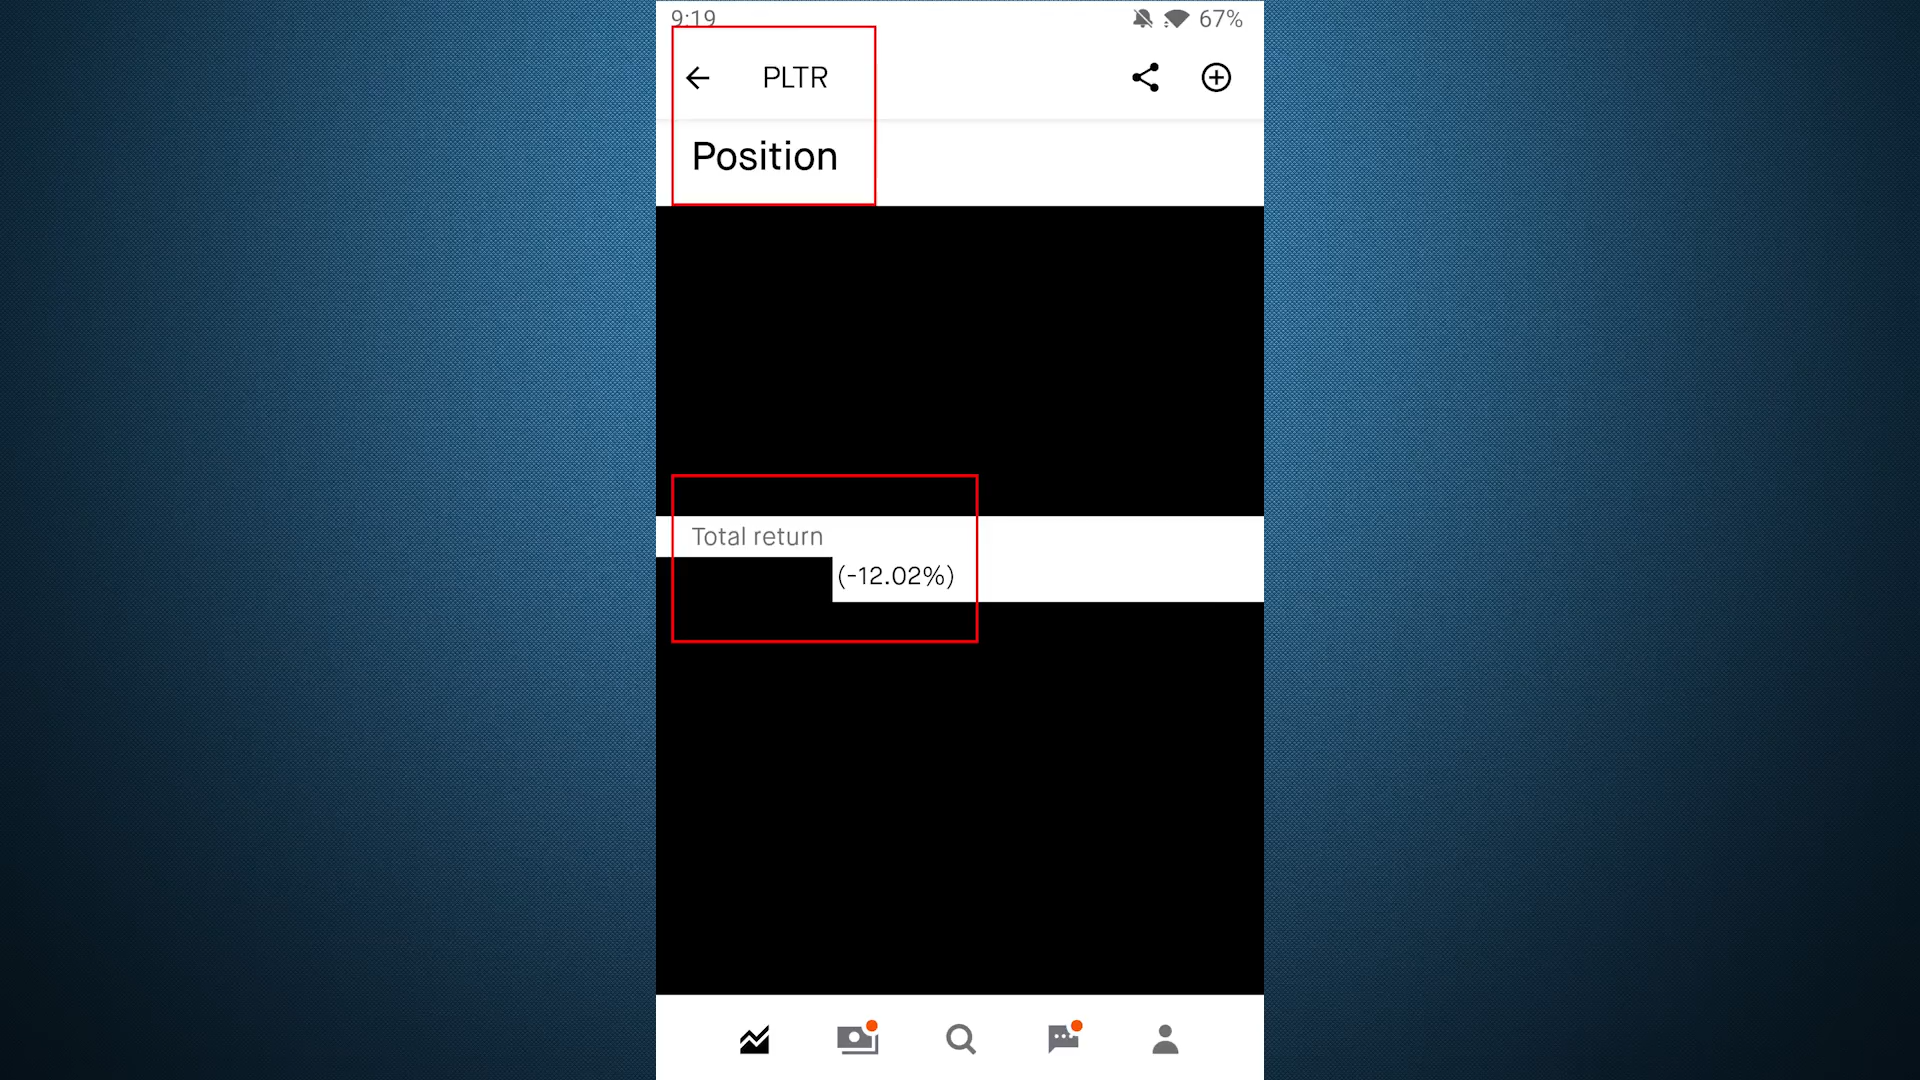 9:19
67%
PLTR
Position
Total return
(-12.02%)